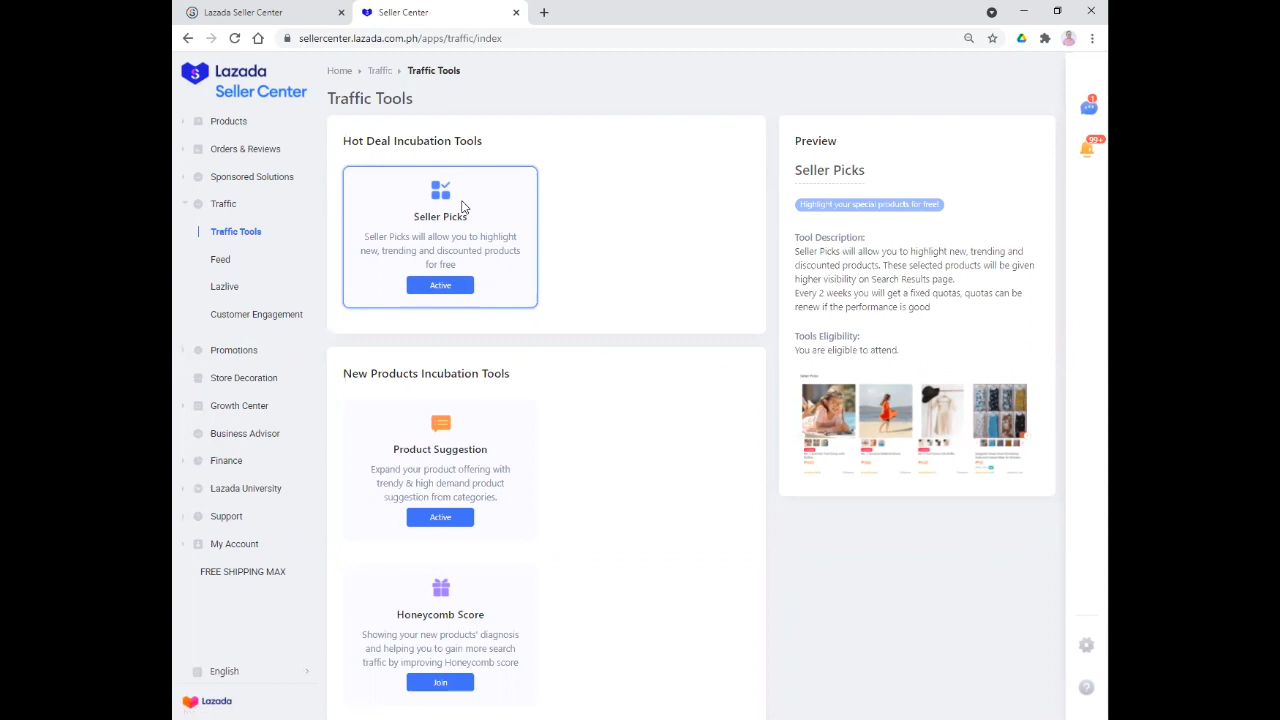 Lazada Seller Center
Seller Center
sellercenter.lazada.com.ph/apps/traffic/index
Lazada
Seller Center
Products
Orders & Reviews
Sponsored Solutions
Traffic
Traffic Tools
Feed
Lazlive
Customer Engagement
Promotions
Store Decoration
Growth Center
Business Advisor
Finance
Lazada University
Support
My Account
FREE SHIPPING MAX
English
Lazada
Home › Traffic › Traffic Tools
Traffic Tools
Hot Deal Incubation Tools
Seller Picks
Seller Picks will allow you to highlight
new, trending and discounted products
for free
Active
New Products Incubation Tools
Product Suggestion
Expand your product offering with
trendy & high demand product
suggestion from categories.
Active
Honeycomb Score
Showing your new products' diagnosis
and helping you to gain more search
traffic by improving Honeycomb score
Join
Preview
Seller Picks
Highlight your special products for free!
Tool Description:
Seller Picks will allow you to highlight new, trending and
discounted products. These selected products will be given
higher visibility on Search Results page.
Every 2 weeks you will get a fixed quotas, quotas can be
renew if the performance is good
Tools Eligibility:
You are eligible to attend.
Seller Picks
1
99+